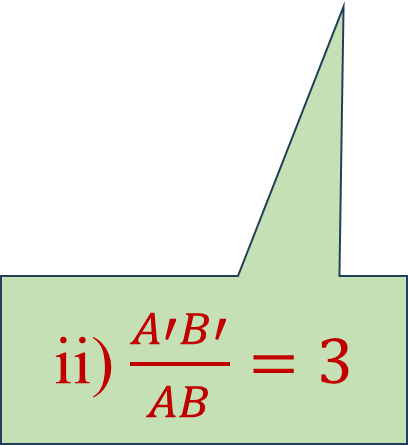 ii) A′B′/AB = 3